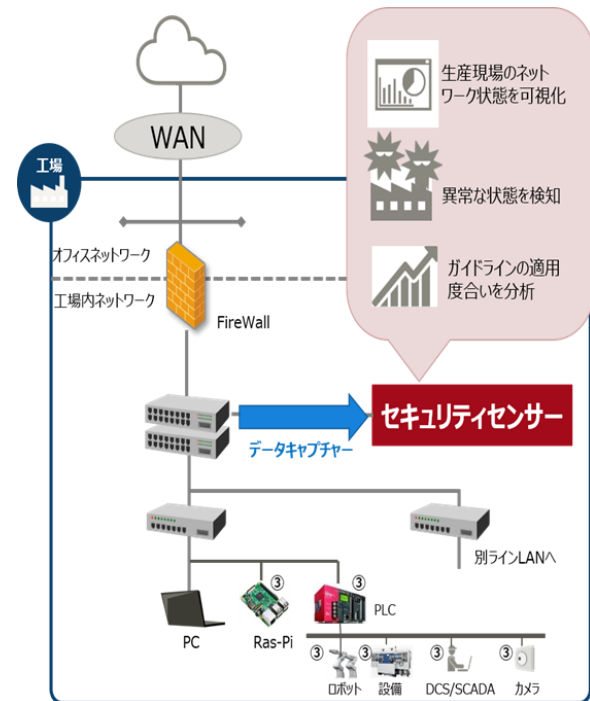 WAN
工場
生産現場のネット
ワーク状態を可視化
異常な状態を検知
ガイドラインの適用
度合いを分析
オフィスネットワーク
工場内ネットワーク
FireWall
データキャプチャー
セキュリティセンサー
別ラインLANへ
PC
③
Ras-Pi
③
PLC
③
ロボット
③
設備
③
DCS/SCADA
③
カメラ